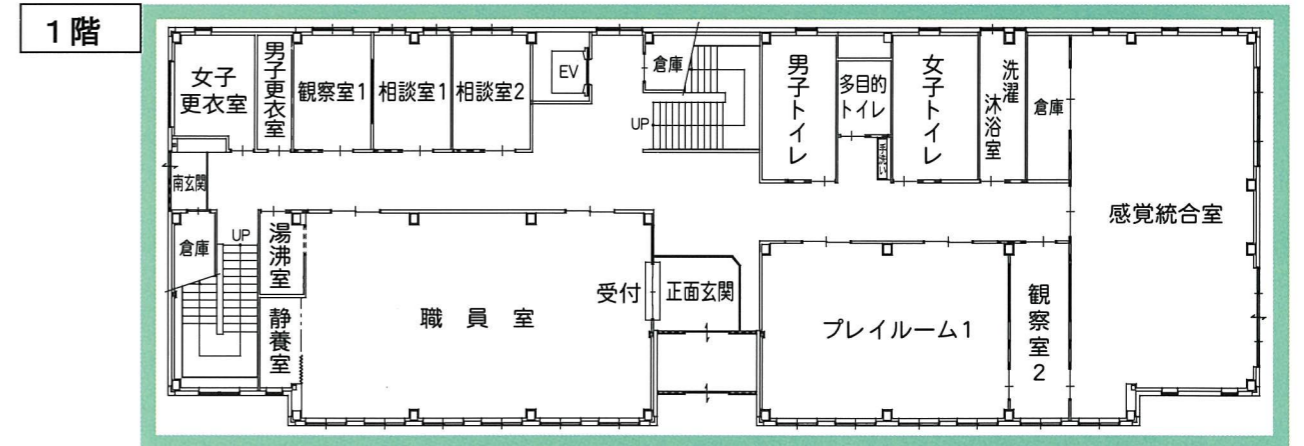 1階
女子
更衣室
男子更衣室
観察室1
相談室1
相談室2
EV
倉庫
UP
男子トイレ
多目的
トイレ
手洗い
女子トイレ
洗濯
沐浴室
倉庫
感覚統合室
南玄関
倉庫
UP
湯沸室
静養室
職員室
受付
正面玄関
プレイルーム1
観察室2